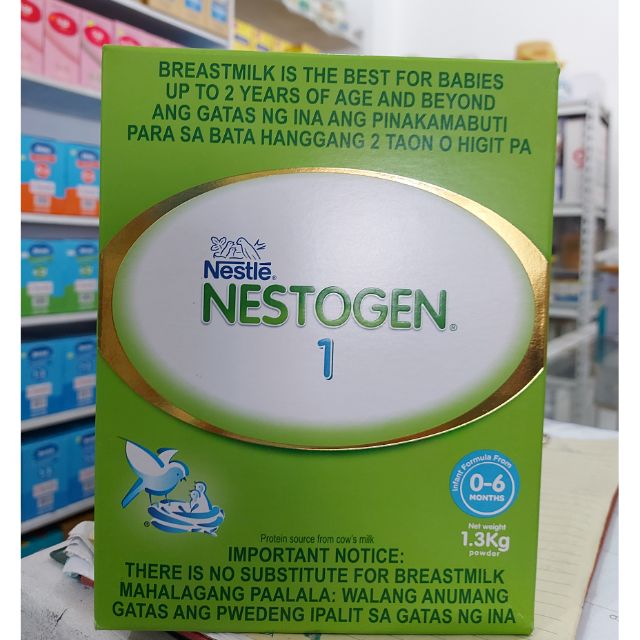 BREASTMILK IS THE BEST FOR BABIES
UP TO 2 YEARS OF AGE AND BEYOND
ANG GATAS NG INA ANG PINAKAMABUTI
PARA SA BATA HANGGANG 2 TAON O HIGIT PA
Nestlé®
NESTOGEN®
1
Infant Formula From
0-6
MONTHS
Net weight
1.3Kg
powder
Protein source from cow's milk
IMPORTANT NOTICE:
THERE IS NO SUBSTITUTE FOR BREASTMILK
MAHALAGANG PAALALA: WALANG ANUMANG
GATAS ANG PWEDENG IPALIT SA GATAS NG INA